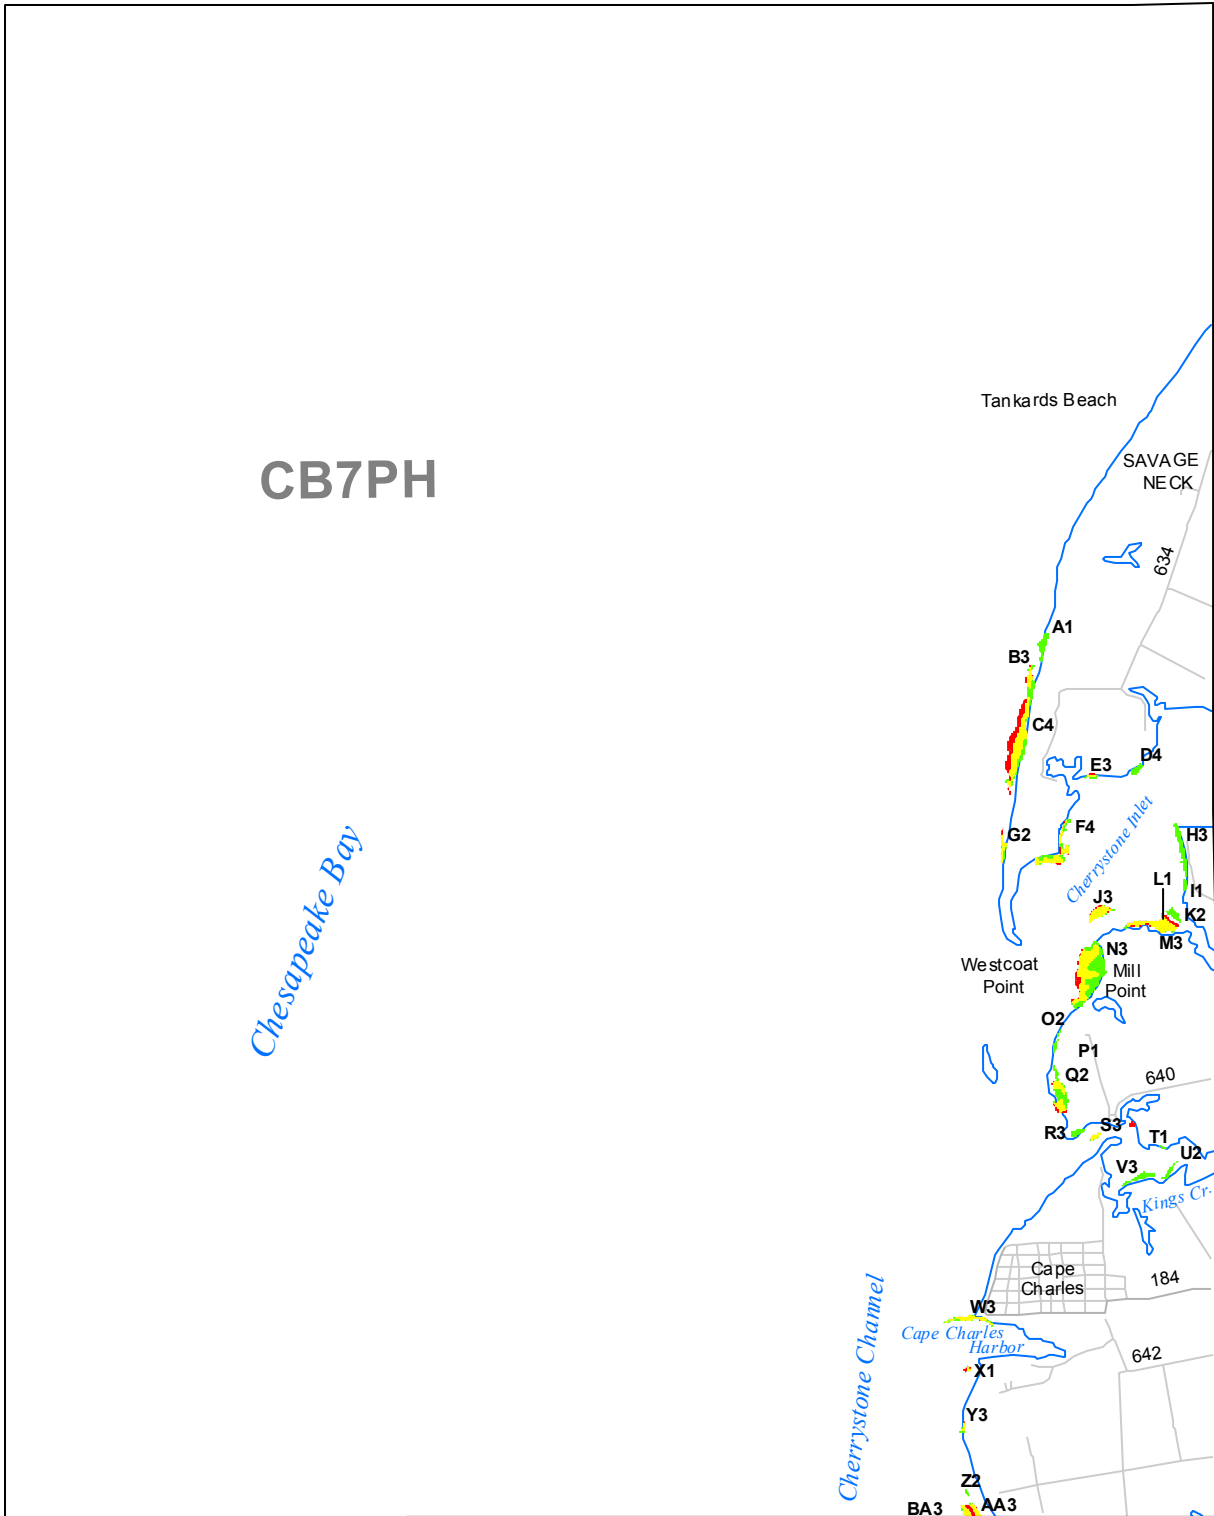 Tankards Beach
SAVAGE
NECK
CB7PH
634
A1
B3
C4
D4
E3
Cherrystone Inlet
F4
G2
H3
L1
I1
J3
K2
M3
N3
Westcoat
Point
Mill
Point
Chesapeake Bay
O2
P1
Q2
640
S3
R3
T1
U2
V3
Kings Cr.
Cape
Charles
184
W3
Cape Charles
Harbor
642
X1
Cherrystone Channel
Y3
Z2
BA3
AA3